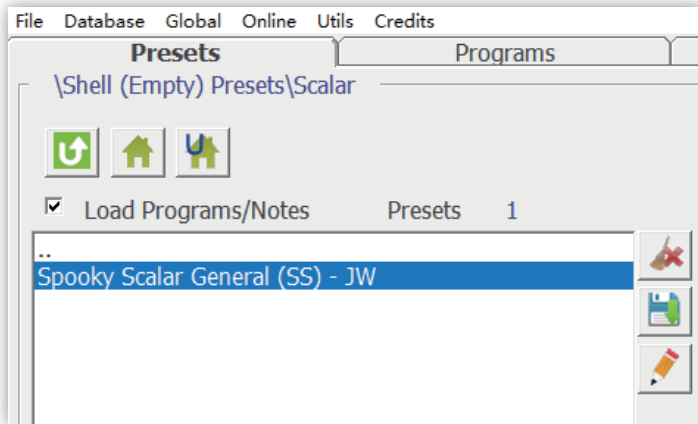 File Database Global Online Utils Credits
Presets Programs
\Shell (Empty) Presets\Scalar
U
Load Programs/Notes Presets 1
..
Spooky Scalar General (SS) - JW